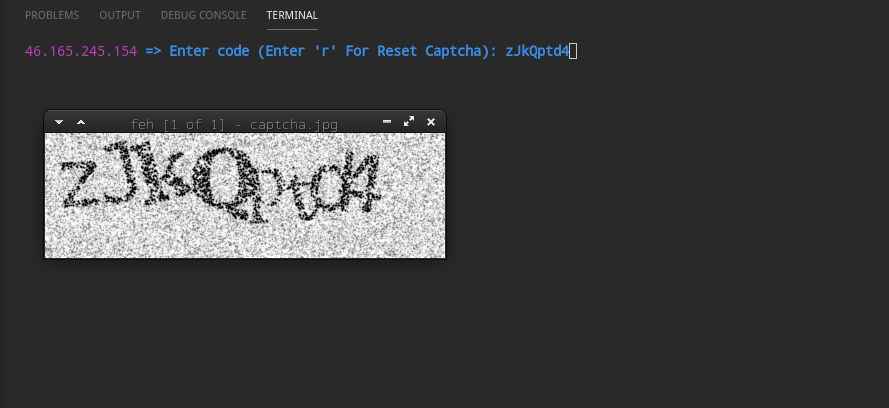 PROBLEMS OUTPUT DEBUG CONSOLE TERMINAL
46.165.245.154 => Enter code (Enter 'r' For Reset Captcha): zJkQptd4
feh [1 of 1] - captcha.jpg
zJkQptd4